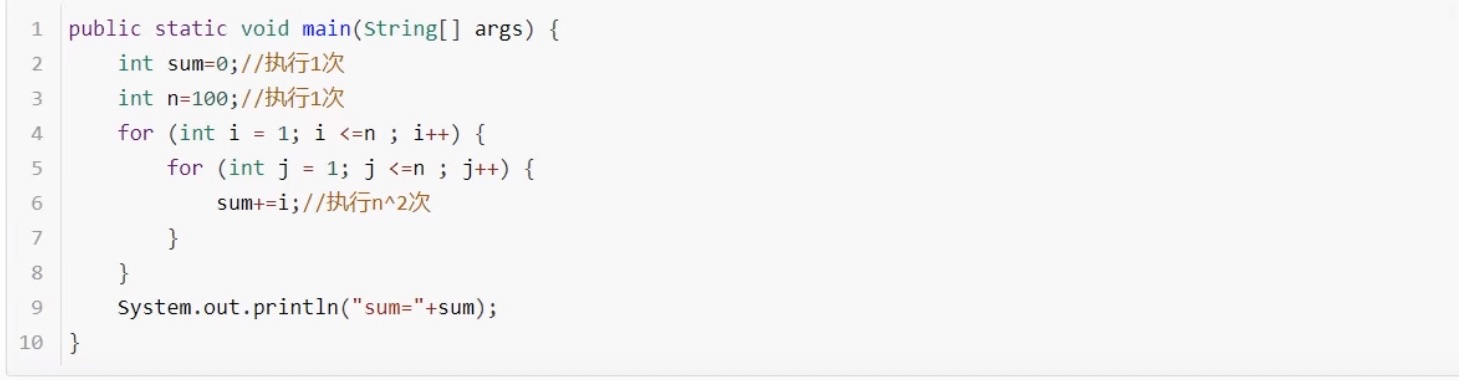 1 public static void main(String[] args) {
2 int sum=0;//执行1次
3 int n=100;//执行1次
4 for (int i = 1; i <=n ; i++) {
5 for (int j = 1; j <=n ; j++) {
6 sum+=i;//执行n^2次
7 }
8 }
9 System.out.println("sum="+sum);
10 }